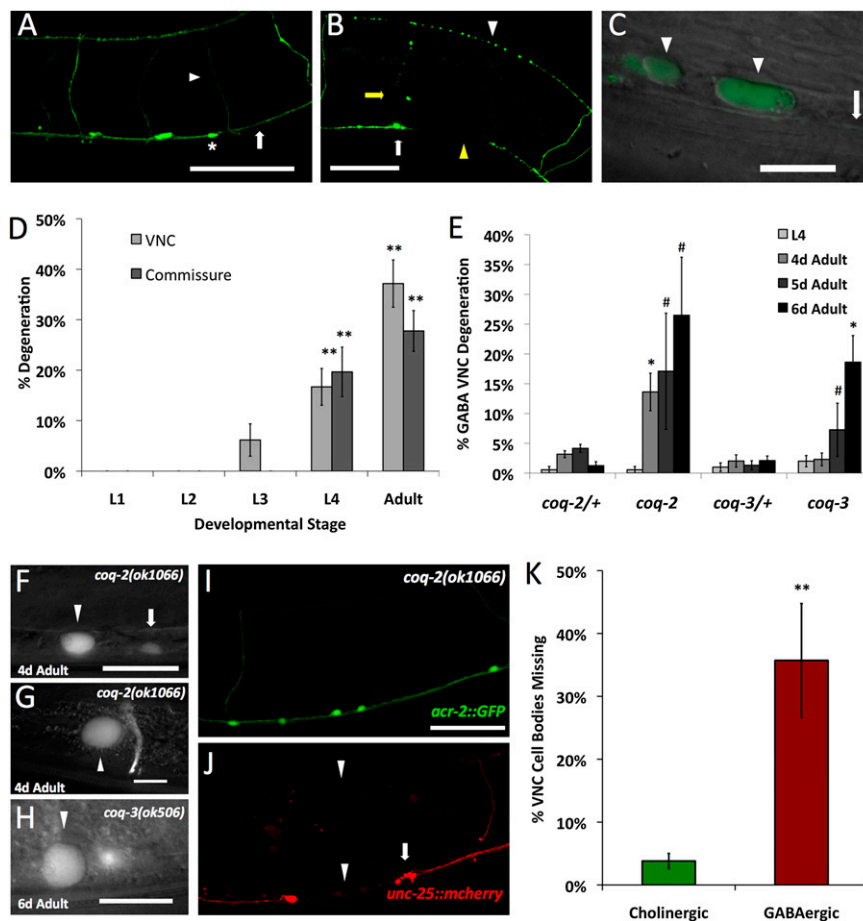 A
B
C
*
D
50%
40%
30%
20%
10%
0%
% Degeneration
VNC
Commissure
** ** ** **
L1 L2 L3 L4 Adult
Developmental Stage
E
40%
35%
30%
25%
20%
15%
10%
5%
0%
% GABA VNC Degeneration
L4
4d Adult
5d Adult
6d Adult
* # # # *
coq-2/+ coq-2 coq-3/+ coq-3
F
coq-2(ok1066)
4d Adult
G
coq-2(ok1066)
4d Adult
H
coq-3(ok506)
6d Adult
I
coq-2(ok1066)
acr-2::GFP
J
unc-25::mcherry
K
50%
40%
30%
20%
10%
0%
% VNC Cell Bodies Missing
**
Cholinergic GABAergic